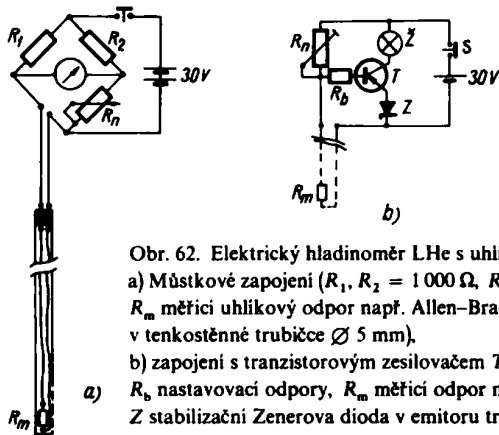 R1
R2
T
30V
Rn
Rm
a)
Rn
Rb
Ž
T
Z
S
30V
Rm
b)
Obr. 62. Elektrický hladinoměr LHe s uhlí
a) Můstkové zapojení (R1, R2 = 1 000 Ω, R
Rm měřicí uhlíkový odpor např. Allen–Brad
v tenkostěnné trubičce Ø 5 mm),
b) zapojení s tranzistorovým zesilovačem T
Rb nastavovací odpory, Rm měřicí odpor n
Z stabilizační Zenerova dioda v emitoru tr